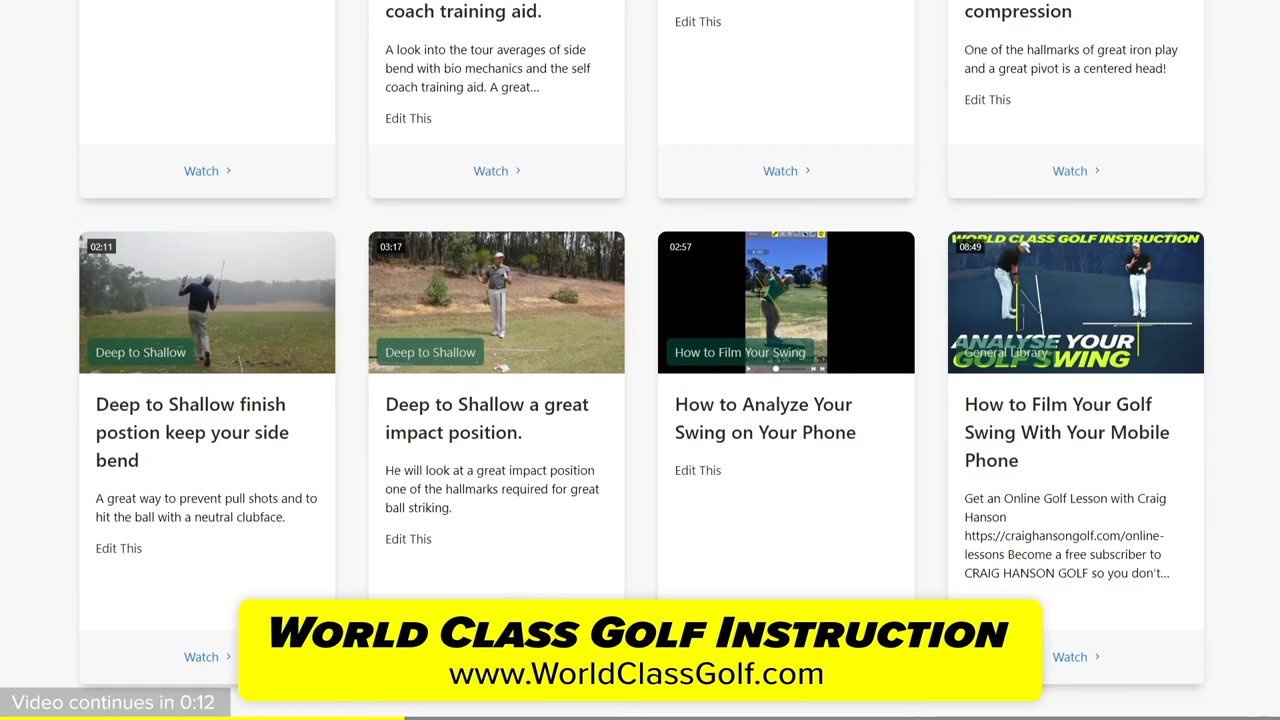 coach training aid.
A look into the tour averages of side
bend with bio mechanics and the self
coach training aid. A great...
Edit This
Edit This
compression
One of the hallmarks of great iron play
and a great pivot is a centered head!
Edit This
Watch
Watch
Watch
Watch
02:11
Deep to Shallow
Deep to Shallow finish
postion keep your side
bend
A great way to prevent pull shots and to
hit the ball with a neutral clubface.
Edit This
Watch
03:17
Deep to Shallow
Deep to Shallow a great
impact position.
He will look at a great impact position
one of the hallmarks required for great
ball striking.
Edit This
02:57
How to Film Your Swing
How to Analyze Your
Swing on Your Phone
Edit This
WORLD CLASS GOLF INSTRUCTION
08:49
ANALYSE YOUR
General Library
GOLF SWING
How to Film Your Golf
Swing With Your Mobile
Phone
Get an Online Golf Lesson with Craig
Hanson
https://craighansongolf.com/online-
lessons Become a free subscriber to
CRAIG HANSON GOLF so you don't...
Watch
World Class Golf Instruction
www.WorldClassGolf.com
Video continues in 0:12